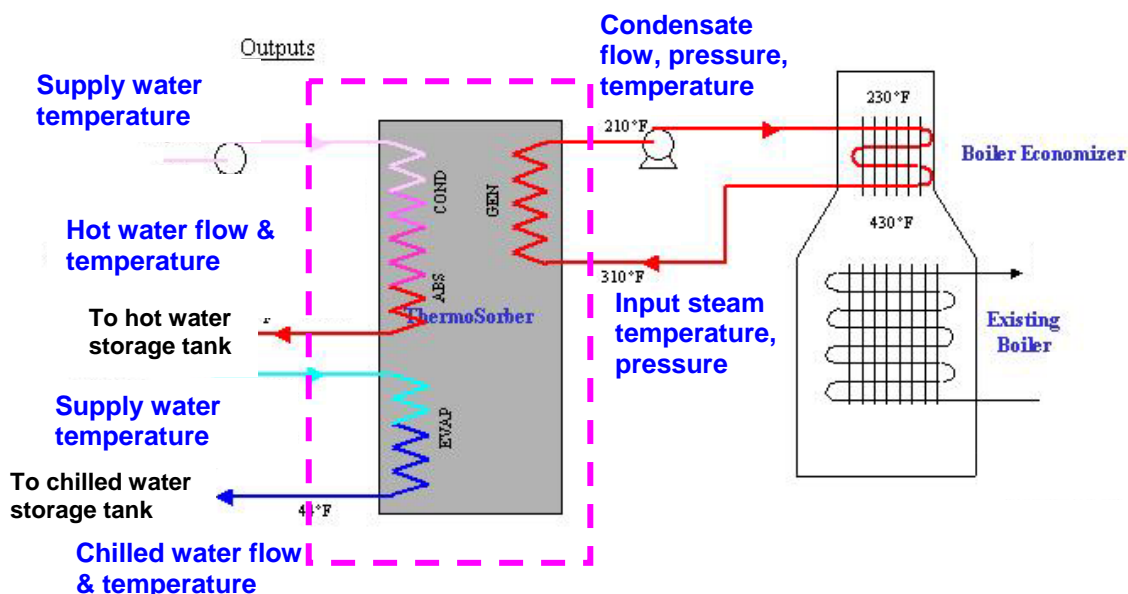 Outputs
Supply water
temperature
Condensate
flow, pressure,
temperature
210°F
230°F
Boiler Economizer
COND
GEN
430°F
Hot water flow &
temperature
ABS
310°F
To hot water
storage tank
ThermoSorber
Input steam
temperature,
pressure
Existing
Boiler
Supply water
temperature
EVAP
To chilled water
storage tank
44°F
Chilled water flow
& temperature